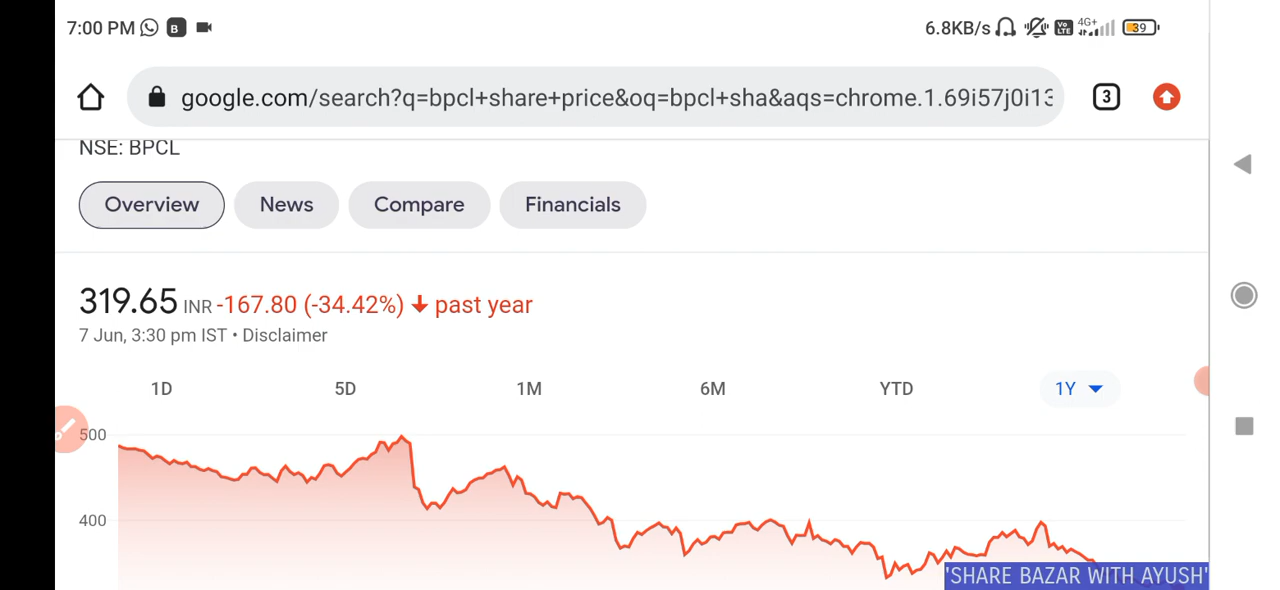 7:00 PM B 6.8KB/s Vo LTE 4G+ 39
google.com/search?q=bpcl+share+price&oq=bpcl+sha&aqs=chrome.1.69i57j0i13 3
NSE: BPCL
Overview News Compare Financials
319.65 INR -167.80 (-34.42%) past year
7 Jun, 3:30 pm IST • Disclaimer
1D 5D 1M 6M YTD 1Y
500
400
'SHARE BAZAR WITH AYUSH'